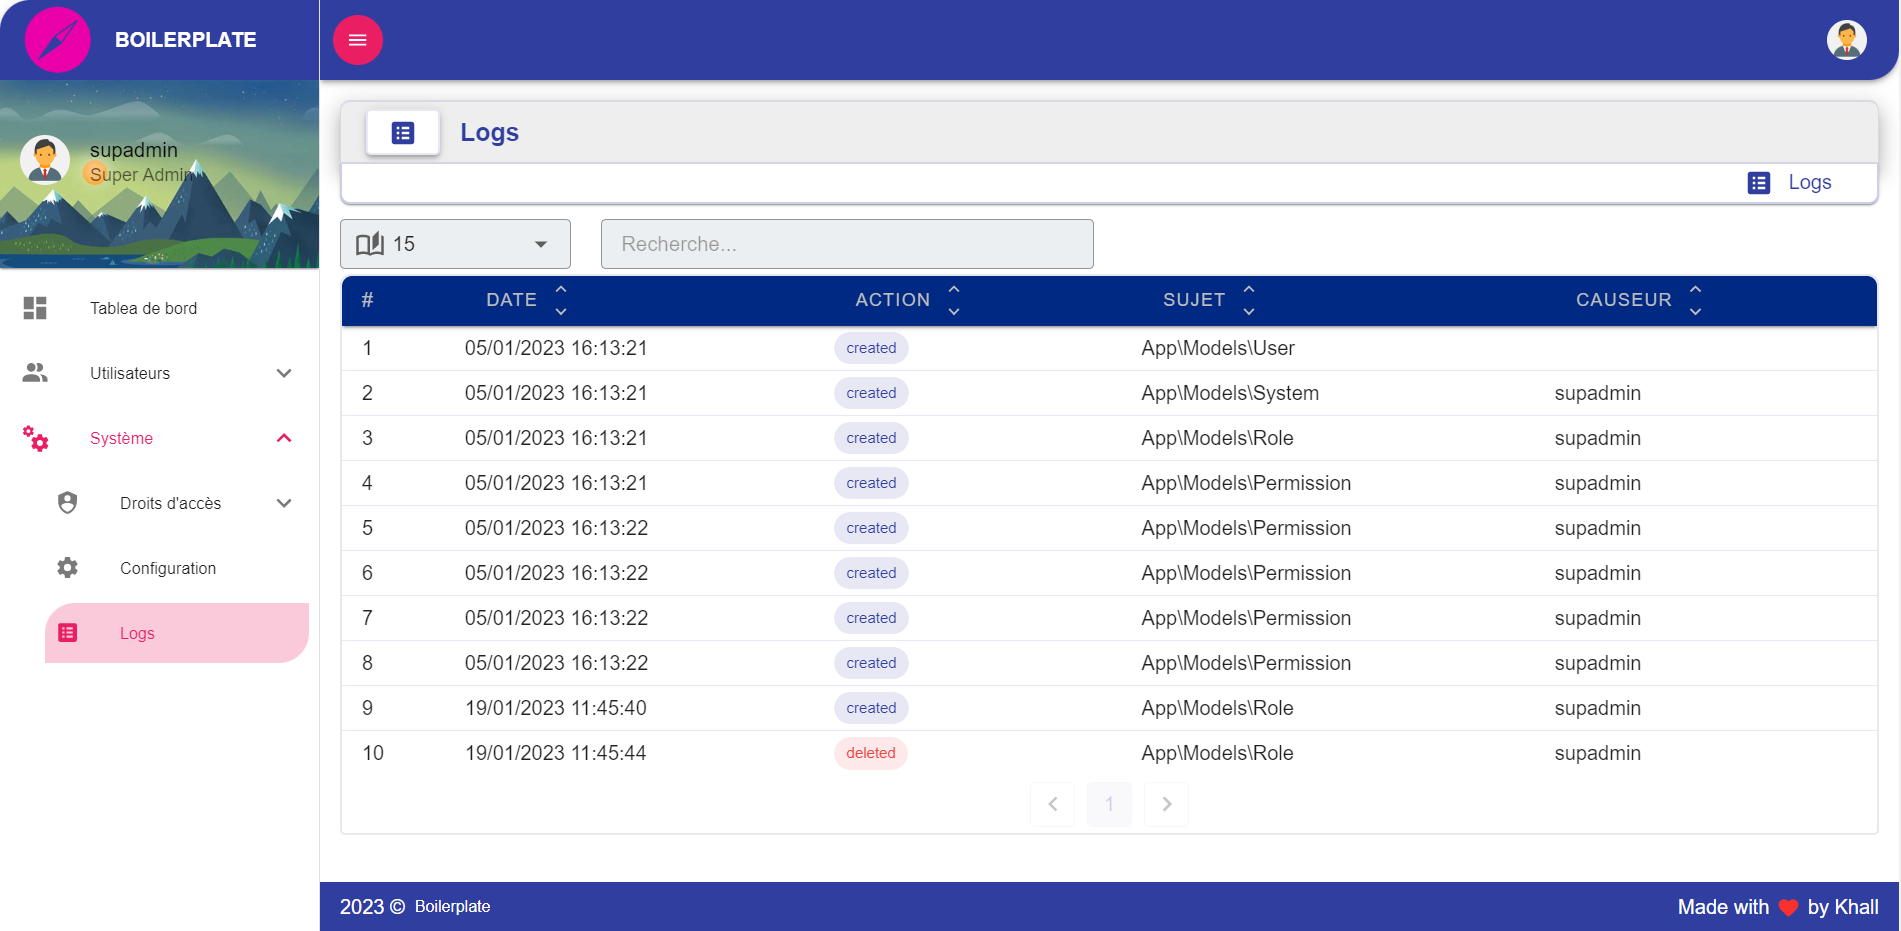 BOILERPLATE
supadmin
Super Admin
Tablea de bord
Utilisateurs
Système
Droits d'accès
Configuration
Logs
Logs
Logs
15 Recherche...
# DATE ACTION SUJET CAUSEUR
1 05/01/2023 16:13:21 created App\Models\User
2 05/01/2023 16:13:21 created App\Models\System supadmin
3 05/01/2023 16:13:21 created App\Models\Role supadmin
4 05/01/2023 16:13:21 created App\Models\Permission supadmin
5 05/01/2023 16:13:22 created App\Models\Permission supadmin
6 05/01/2023 16:13:22 created App\Models\Permission supadmin
7 05/01/2023 16:13:22 created App\Models\Permission supadmin
8 05/01/2023 16:13:22 created App\Models\Permission supadmin
9 19/01/2023 11:45:40 created App\Models\Role supadmin
10 19/01/2023 11:45:44 deleted App\Models\Role supadmin
1
2023 © Boilerplate
Made with ❤ by Khall